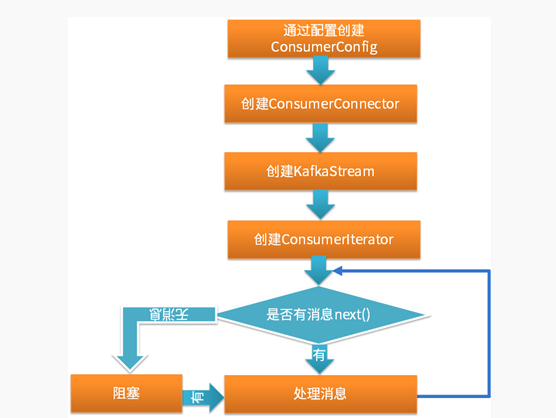 通过配置创建
ConsumerConfig
创建ConsumerConnector
创建KafkaStream
创建ConsumerIterator
是否有消息next()
无消息
有
阻塞
有
处理消息